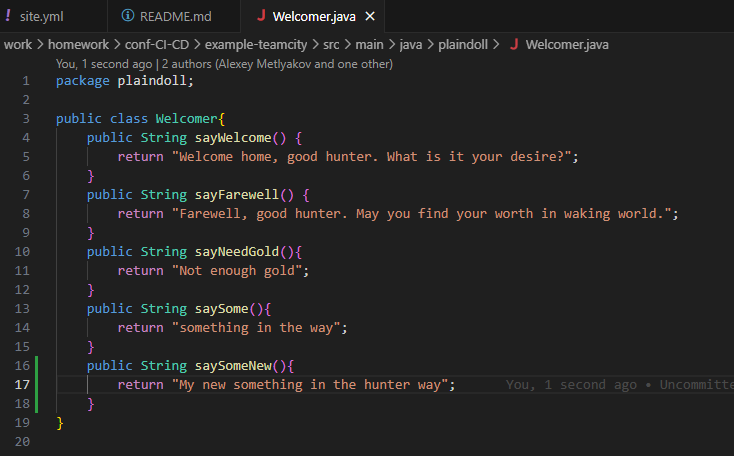 ! site.yml README.md J Welcomer.java ×
work > homework > conf-CI-CD > example-teamcity > src > main > java > plaindoll > J Welcomer.java
You, 1 second ago | 2 authors (Alexey Metlyakov and one other)
1 package plaindoll;
2
3 public class Welcomer{
4 public String sayWelcome() {
5 return "Welcome home, good hunter. What is it your desire?";
6 }
7 public String sayFarewell() {
8 return "Farewell, good hunter. May you find your worth in waking world.";
9 }
10 public String sayNeedGold(){
11 return "Not enough gold";
12 }
13 public String saySome(){
14 return "something in the way";
15 }
16 public String saySomeNew(){
17 return "My new something in the hunter way"; You, 1 second ago • Uncommitte
18 }
19 }
20